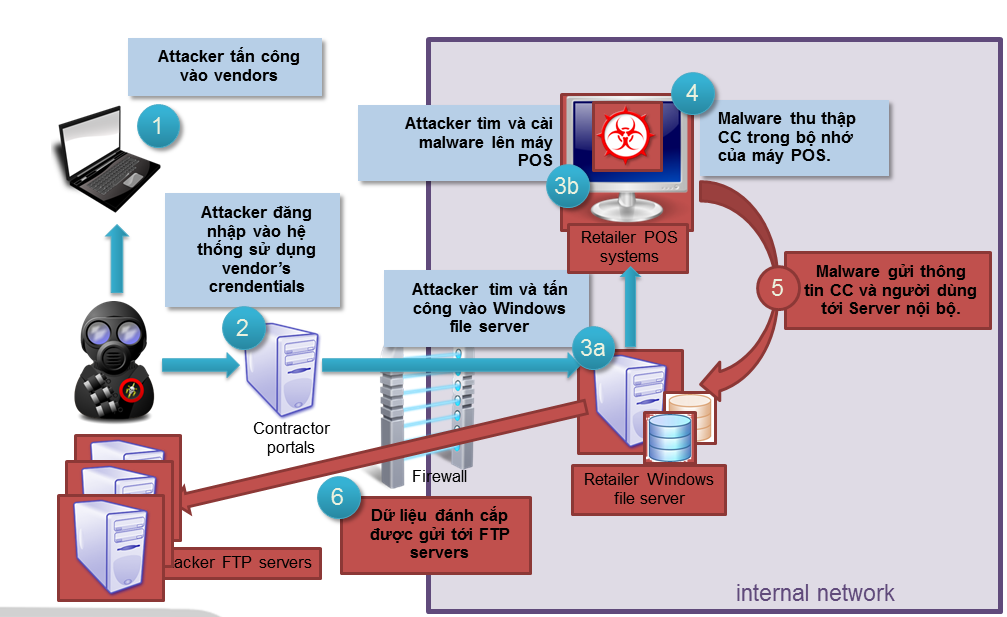 Attacker tấn công
vào vendors
1
Attacker đăng
nhập vào hệ
thống sử dụng
vendor's
crendentials
2
Contractor
portals
Attacker tìm và cài
malware lên máy
POS
3b
4
Malware thu thập
CC trong bộ nhớ
của máy POS.
Retailer POS
systems
Attacker tìm và tấn
công vào Windows
file server
3a
5
Malware gửi thông
tin CC và người dùng
tới Server nội bộ.
Firewall
Retailer Windows
file server
6
Dữ liệu đánh cắp
được gửi tới FTP
servers
acker FTP servers
internal network